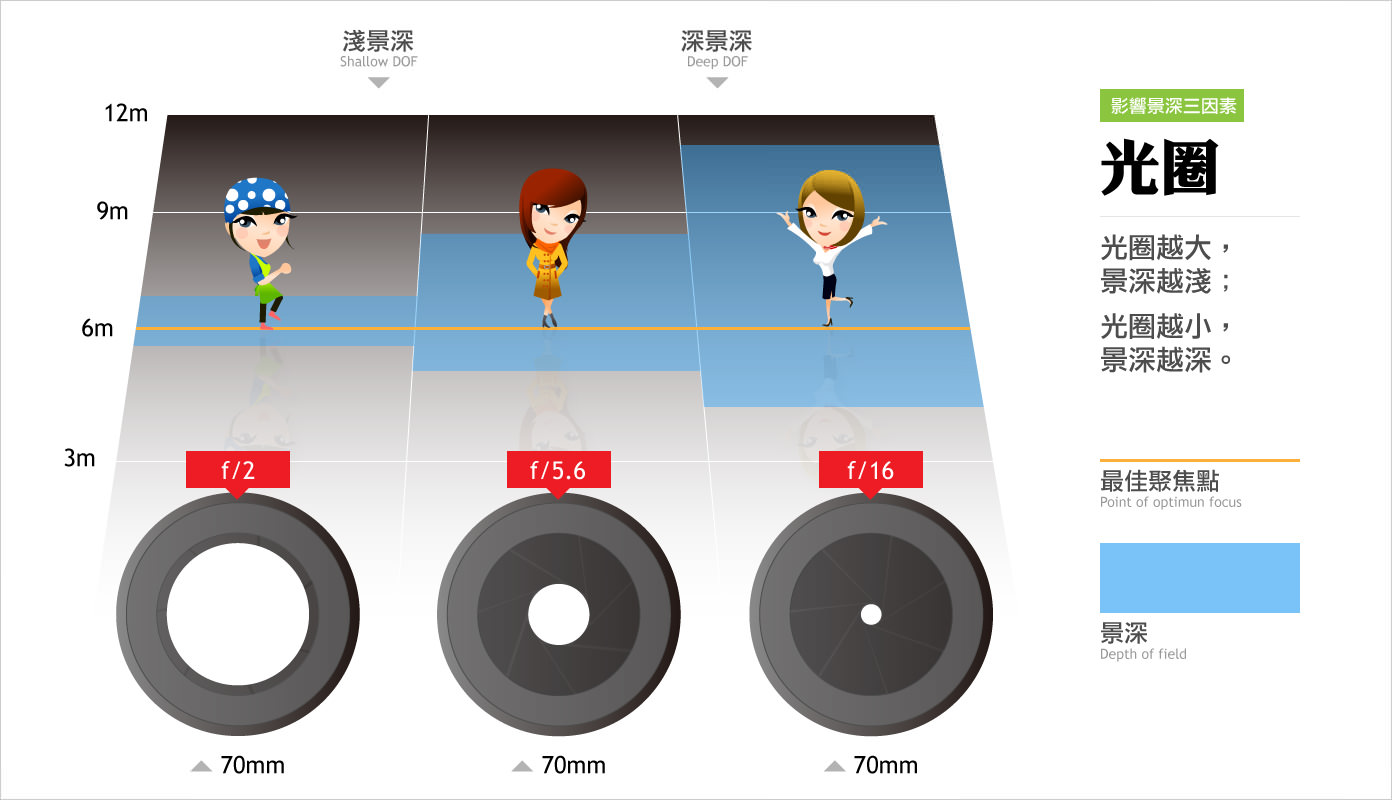 淺景深
Shallow DOF
深景深
Deep DOF
12m
9m
6m
3m
f/2
f/5.6
f/16
70mm
70mm
70mm
影響景深三因素
光圈
光圈越大，
景深越淺；
光圈越小，
景深越深。
最佳聚焦點
Point of optimun focus
景深
Depth of field